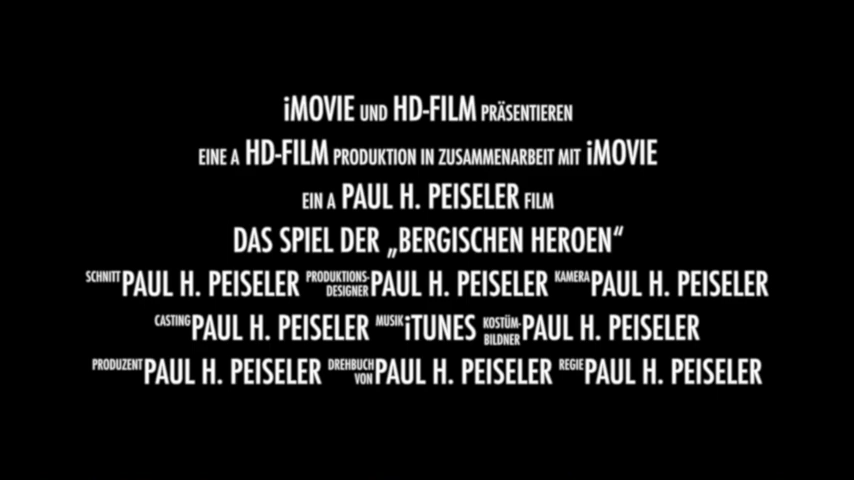 iMOVIE UND HD-FILM PRÄSENTIEREN
EINE A HD-FILM PRODUKTION IN ZUSAMMENARBEIT MIT iMOVIE
EIN A PAUL H. PEISELER FILM
DAS SPIEL DER „BERGISCHEN HEROEN“
SCHNITT PAUL H. PEISELER PRODUKTIONS-DESIGNER PAUL H. PEISELER KAMERA PAUL H. PEISELER
CASTING PAUL H. PEISELER MUSIK iTUNES KOSTÜM-BILDNER PAUL H. PEISELER
PRODUZENT PAUL H. PEISELER DREHBUCH VON PAUL H. PEISELER REGIE PAUL H. PEISELER